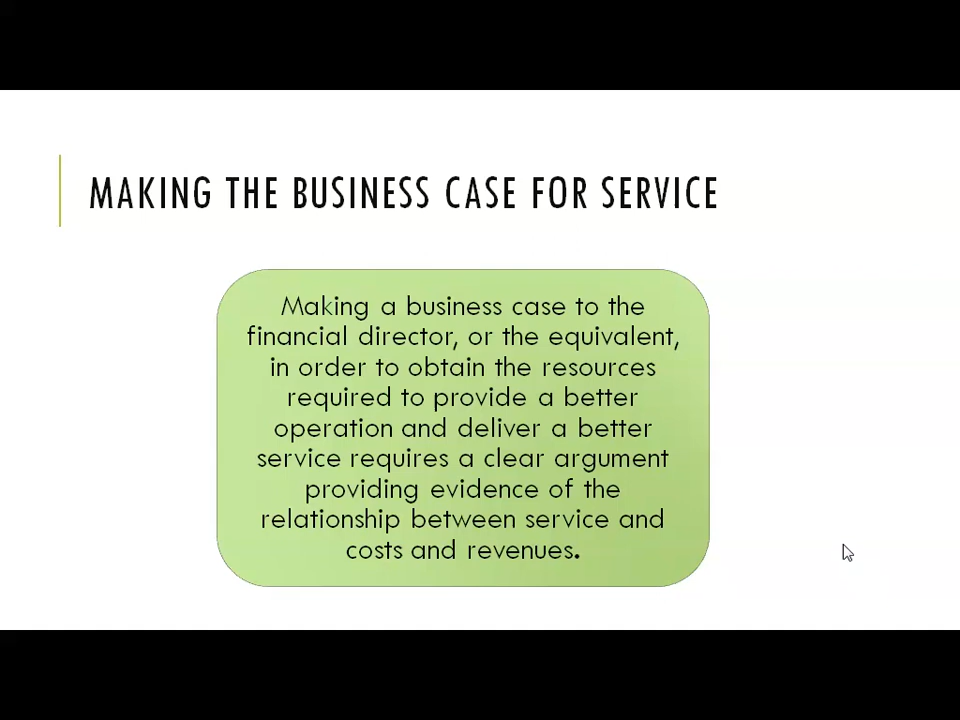 MAKING THE BUSINESS CASE FOR SERVICE
Making a business case to the
financial director, or the equivalent,
in order to obtain the resources
required to provide a better
operation and deliver a better
service requires a clear argument
providing evidence of the
relationship between service and
costs and revenues.